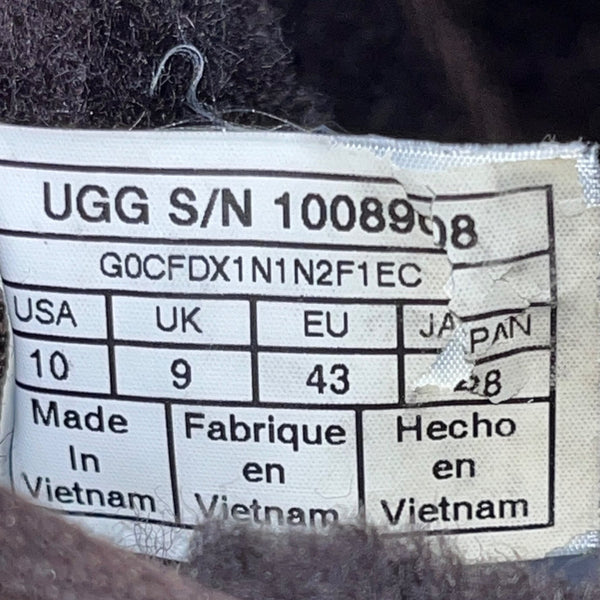 UGG S/N 1008908
G0CFDX1N1N2F1EC
USA UK EU JAPAN
10 9 43 28
Made Fabrique Hecho
In en en
Vietnam Vietnam Vietnam